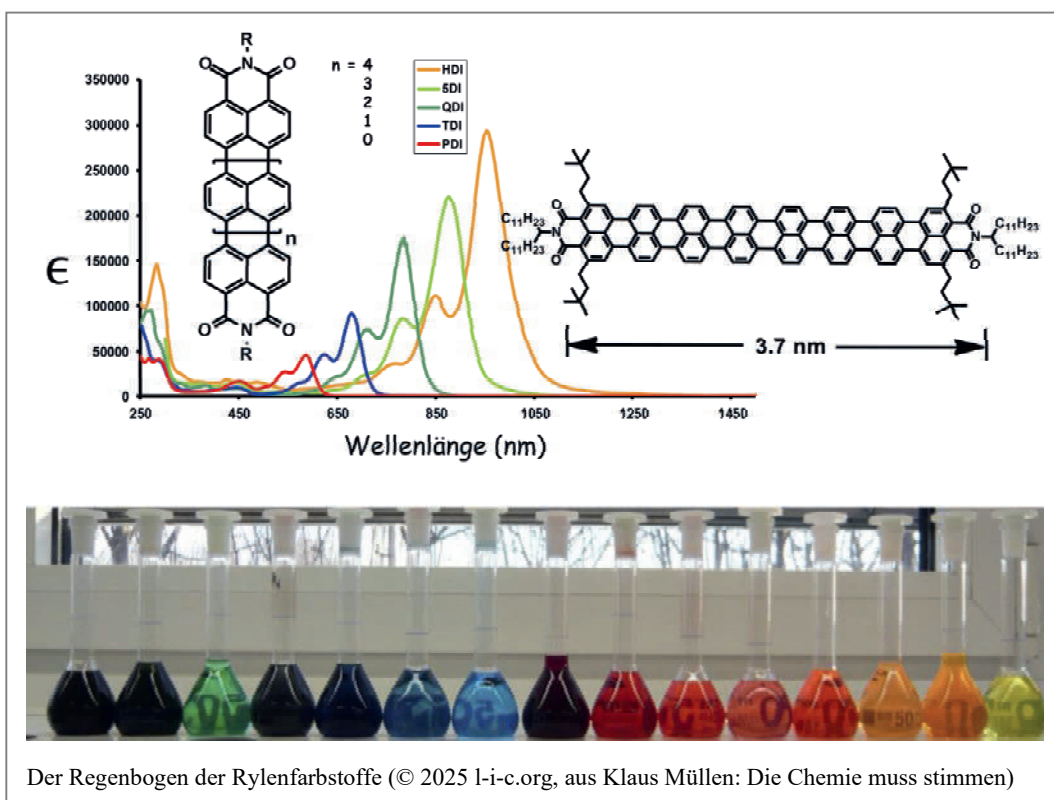 R
O N O
n = 4
3
2
1
0
HDI
5DI
QDI
TDI
PDI
350000
300000
250000
200000
150000
100000
50000
0
ϵ
n
O N O
R
250 450 650 850 1050 1250 1450
Wellenlänge (nm)
C₁₁H₂₃
C₁₁H₂₃
O
N
O
O
N
O
C₁₁H₂₃
C₁₁H₂₃
3.7 nm
50
Der Regenbogen der Rylenfarbstoffe (© 2025 l-i-c.org, aus Klaus Müllen: Die Chemie muss stimmen)